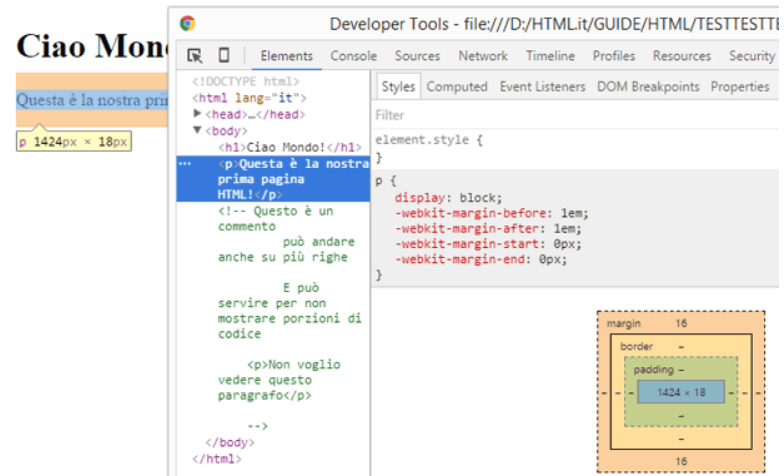 Ciao Mon
Questa è la nostra pri
p 1424px × 18px
Developer Tools - file:///D:/HTML.it/GUIDE/HTML/TESTTESTTE
Elements Console Sources Network Timeline Profiles Resources Security
<!DOCTYPE html>
<html lang="it">
▶<head>…</head>
▼<body>
<h1>Ciao Mondo!</h1>
… <p>Questa è la nostra
prima pagina
HTML!</p>
<!-- Questo è un
commento
può andare
anche su più righe
E può
servire per non
mostrare porzioni di
codice
<p>Non voglio
vedere questo
paragrafo</p>
-->
</body>
</html>
Styles Computed Event Listeners DOM Breakpoints Properties
Filter
element.style {
}
p {
display: block;
-webkit-margin-before: 1em;
-webkit-margin-after: 1em;
-webkit-margin-start: 0px;
-webkit-margin-end: 0px;
}
margin 16
border -
padding -
- - - 1424 × 18 - - -
-
-
16